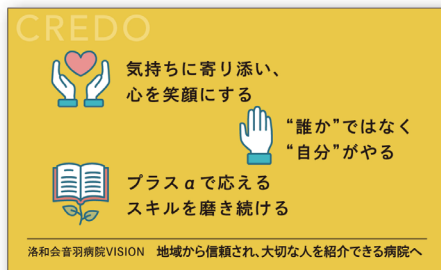 CREDO
気持ちに寄り添い、
心を笑顔にする
“誰か”ではなく
“自分”がやる
プラスαで応える
スキルを磨き続ける
洛和会音羽病院VISION 地域から信頼され、大切な人を紹介できる病院へ